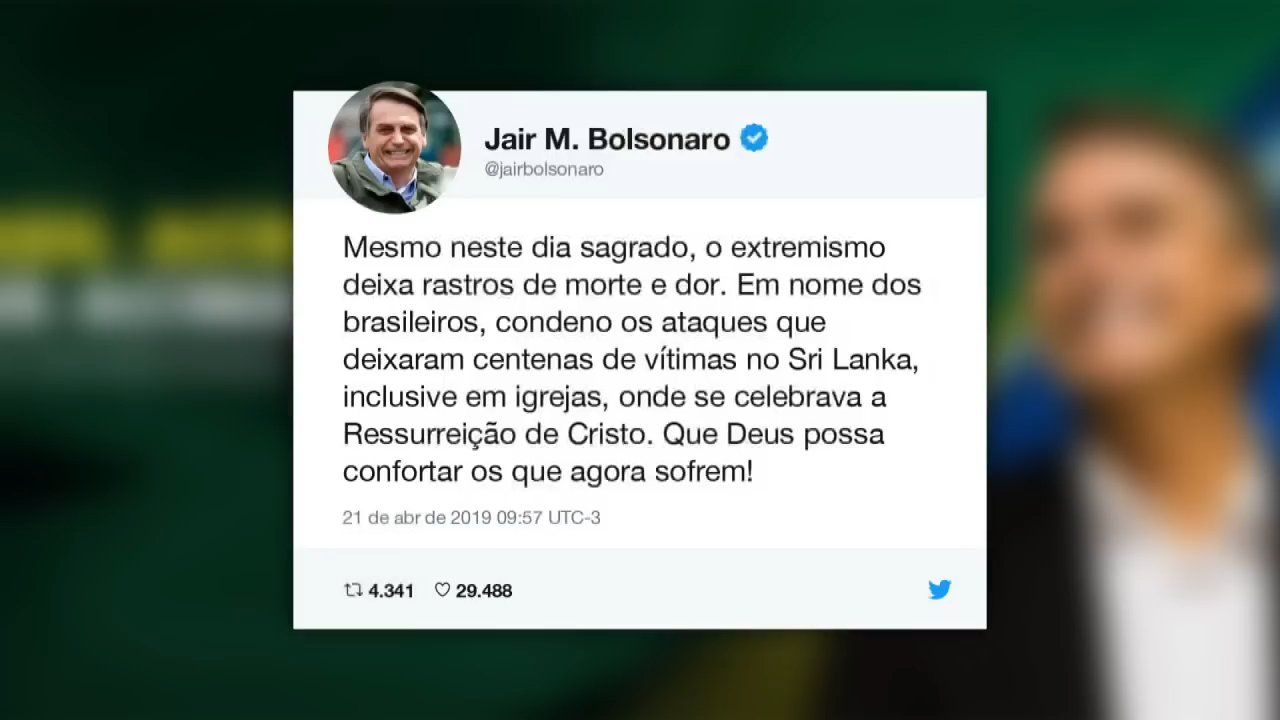 Jair M. Bolsonaro
@jairbolsonaro
Mesmo neste dia sagrado, o extremismo
deixa rastros de morte e dor. Em nome dos
brasileiros, condeno os ataques que
deixaram centenas de vítimas no Sri Lanka,
inclusive em igrejas, onde se celebrava a
Ressurreição de Cristo. Que Deus possa
confortar os que agora sofrem!
21 de abr de 2019 09:57 UTC-3
4.341 29.488